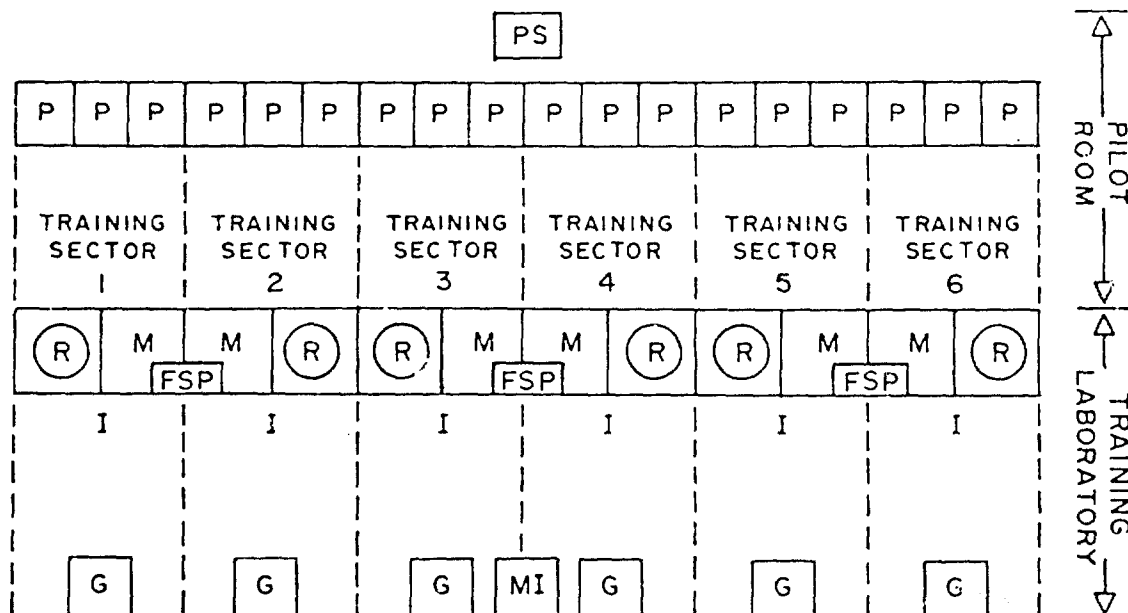 PS
P P P P P P P P P P P P P P P P P P
TRAINING SECTOR 1
TRAINING SECTOR 2
TRAINING SECTOR 3
TRAINING SECTOR 4
TRAINING SECTOR 5
TRAINING SECTOR 6
R M M R R M M R R M M R
FSP FSP FSP
I I I I I I
G G G MI G G G
PILOT
ROOM
TRAINING
LABORATORY